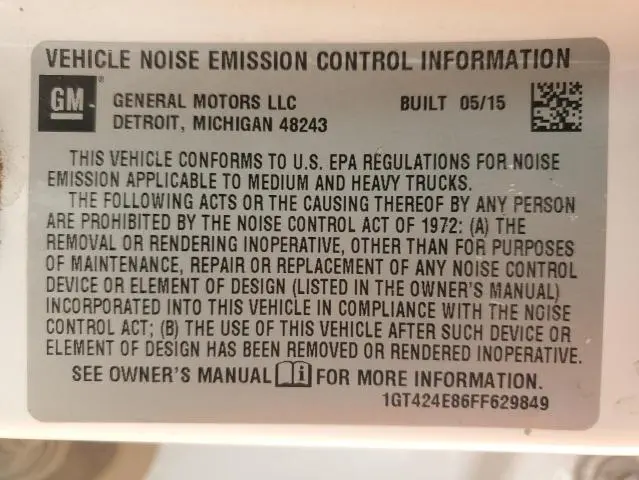 VEHICLE NOISE EMISSION CONTROL INFORMATION
GM ® GENERAL MOTORS LLC BUILT 05/15
DETROIT, MICHIGAN 48243
THIS VEHICLE CONFORMS TO U.S. EPA REGULATIONS FOR NOISE
EMISSION APPLICABLE TO MEDIUM AND HEAVY TRUCKS.
THE FOLLOWING ACTS OR THE CAUSING THEREOF BY ANY PERSON
ARE PROHIBITED BY THE NOISE CONTROL ACT OF 1972: (A) THE
REMOVAL OR RENDERING INOPERATIVE, OTHER THAN FOR PURPOSES
OF MAINTENANCE, REPAIR OR REPLACEMENT OF ANY NOISE CONTROL
DEVICE OR ELEMENT OF DESIGN (LISTED IN THE OWNER'S MANUAL)
INCORPORATED INTO THIS VEHICLE IN COMPLIANCE WITH THE NOISE
CONTROL ACT; (B) THE USE OF THIS VEHICLE AFTER SUCH DEVICE OR
ELEMENT OF DESIGN HAS BEEN REMOVED OR RENDERED INOPERATIVE.
SEE OWNER'S MANUAL i FOR MORE INFORMATION.
1GT424E86FF629849